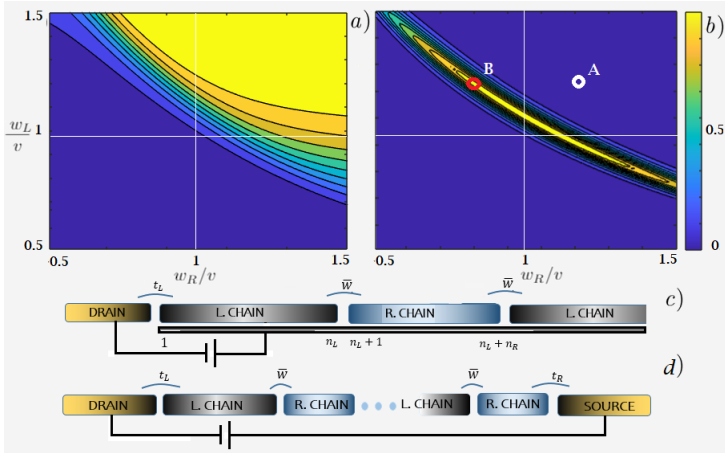 1.5
a)
w_L/v
1
0.5
0.5
1
1.5
w_R/v
b)
B
A
0.5
1
1.5
w_R/v
0.8
0.5
0
t_L
w̅
w̅
c)
DRAIN
L. CHAIN
R. CHAIN
L. CHAIN
1
n_L
n_L + 1
n_L + n_R
t_L
w̅
w̅
t_R
d)
DRAIN
L. CHAIN
R. CHAIN
L. CHAIN
R. CHAIN
SOURCE